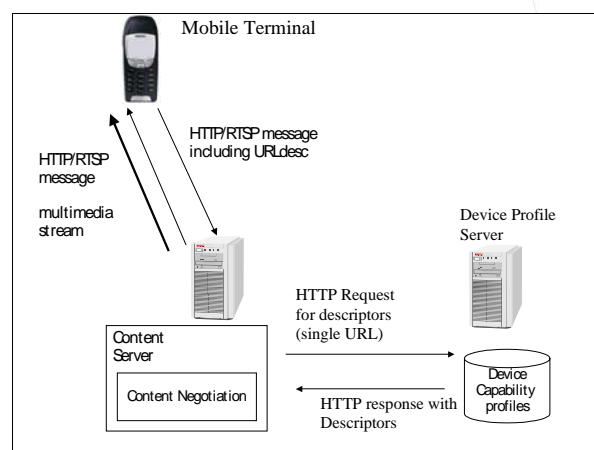 Mobile Terminal
HTTP/RTSP message
including URLdesc
HTTP/RTSP
message
multimedia
stream
Device Profile
Server
HTTP Request
for descriptors
(single URL)
Content
Server
Content Negotiation
HTTP response with
Descriptors
Device
Capability
profiles